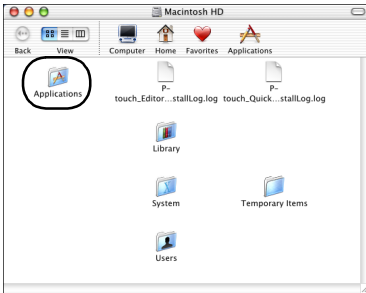 Macintosh HD
Back View Computer Home Favorites Applications
Applications
P-
touch_Editor...stallLog.log
P-
touch_Quick...stallLog.log
Library
System
Temporary Items
Users